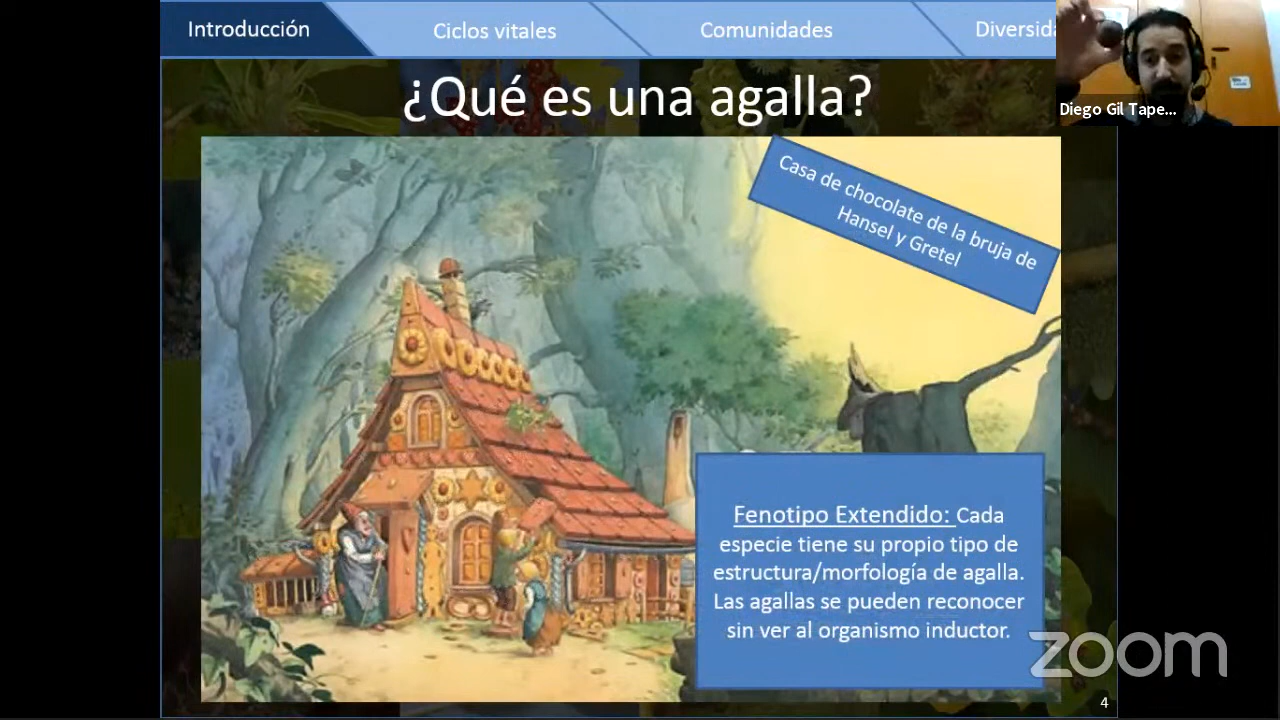 Introducción
Ciclos vitales
Comunidades
Diversida
¿Qué es una agalla?
Diego Gil Tape...
Casa de chocolate de la bruja de
Hansel y Gretel
Fenotipo Extendido: Cada
especie tiene su propio tipo de
estructura/morfología de agalla.
Las agallas se pueden reconocer
sin ver al organismo inductor.
zoom
4